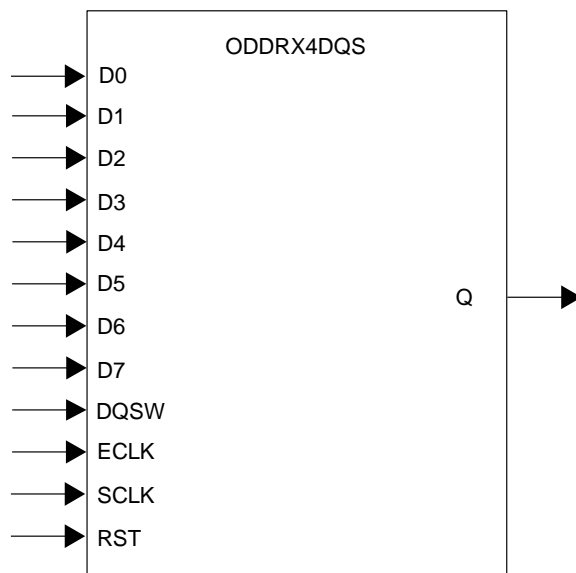 ODDRX4DQS
D0
D1
D2
D3
D4
D5
D6
D7
DQSW
ECLK
SCLK
RST
Q